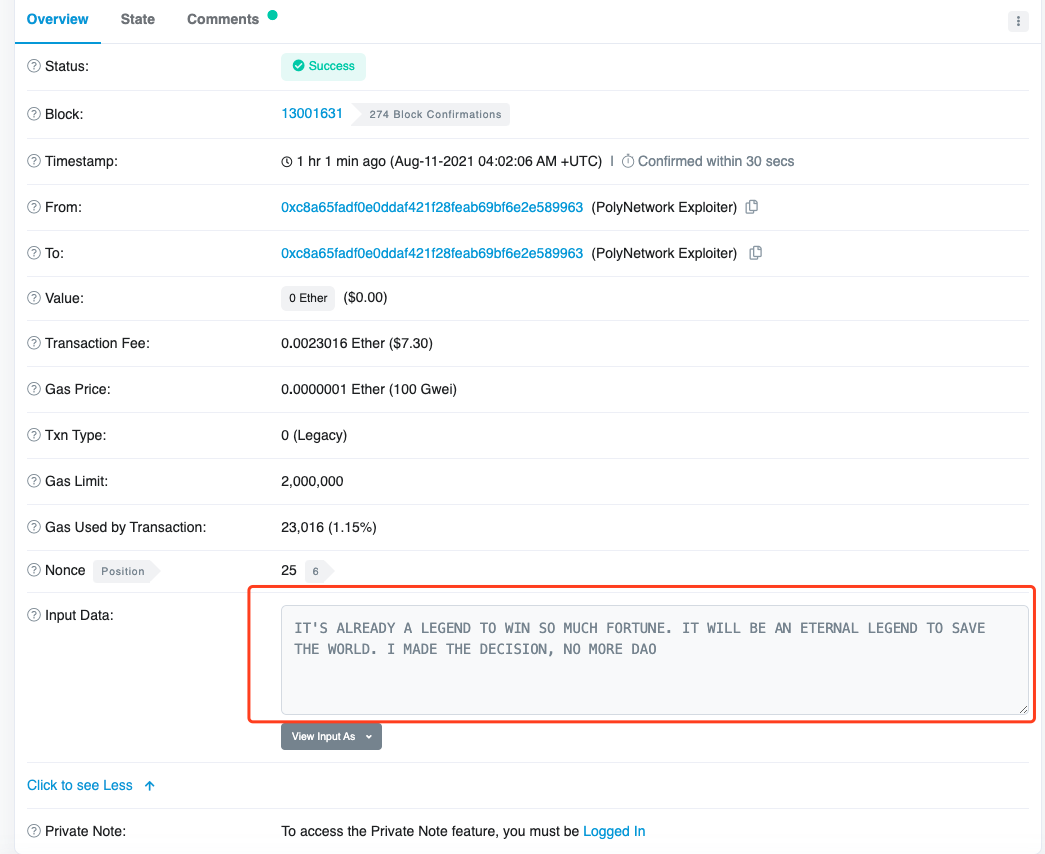 Overview State Comments
Status: Success
Block: 13001631 274 Block Confirmations
Timestamp: 1 hr 1 min ago (Aug-11-2021 04:02:06 AM +UTC) | Confirmed within 30 secs
From: 0xc8a65fadf0e0ddaf421f28feab69bf6e2e589963 (PolyNetwork Exploiter)
To: 0xc8a65fadf0e0ddaf421f28feab69bf6e2e589963 (PolyNetwork Exploiter)
Value: 0 Ether ($0.00)
Transaction Fee: 0.0023016 Ether ($7.30)
Gas Price: 0.0000001 Ether (100 Gwei)
Txn Type: 0 (Legacy)
Gas Limit: 2,000,000
Gas Used by Transaction: 23,016 (1.15%)
Nonce Position 25 6
Input Data:
IT'S ALREADY A LEGEND TO WIN SO MUCH FORTUNE. IT WILL BE AN ETERNAL LEGEND TO SAVE
THE WORLD. I MADE THE DECISION, NO MORE DAO
View Input As
Click to see Less
Private Note: To access the Private Note feature, you must be Logged In